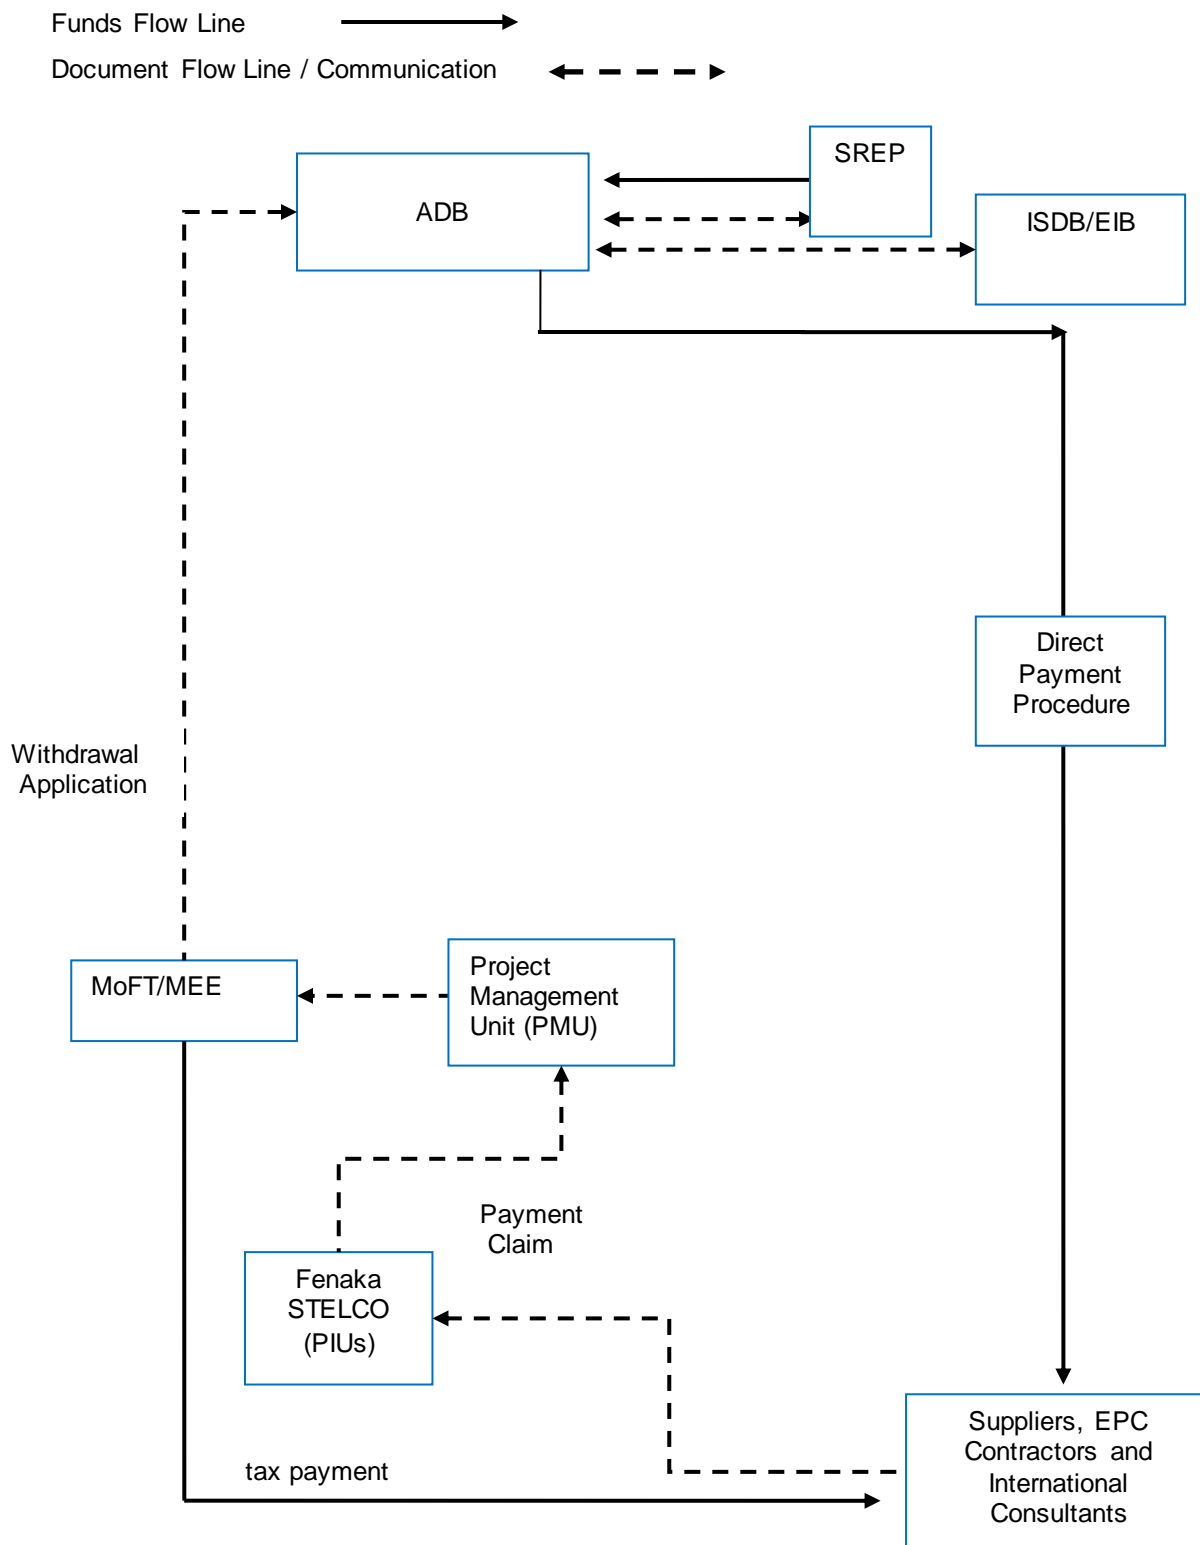 Funds Flow Line
Document Flow Line / Communication
SREP
ADB
ISDB/EIB
Direct
Payment
Procedure
Withdrawal
Application
MoFT/MEE
Project
Management
Unit (PMU)
Payment
Claim
Fenaka
STELCO
(PIUs)
Suppliers, EPC
Contractors and
International
Consultants
tax payment